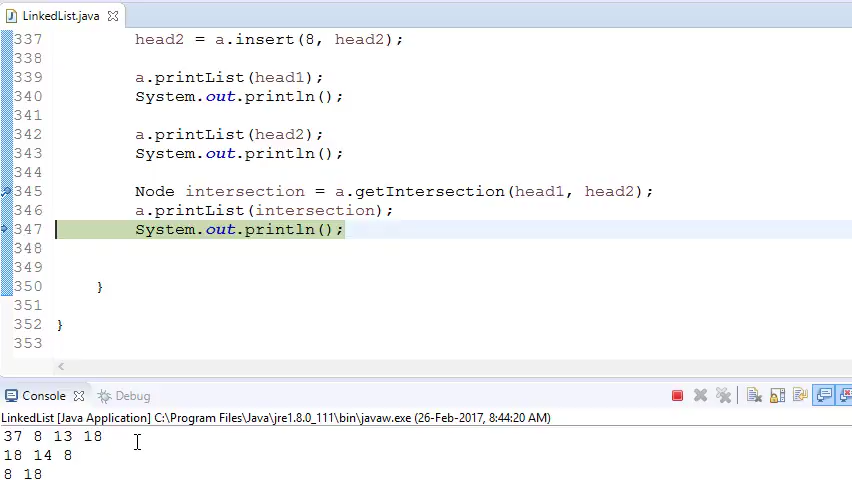 LinkedList.java
337 head2 = a.insert(8, head2);
338
339 a.printList(head1);
340 System.out.println();
341
342 a.printList(head2);
343 System.out.println();
344
345 Node intersection = a.getIntersection(head1, head2);
346 a.printList(intersection);
347 System.out.println();
348
349
350 }
351
352 }
353
Console Debug
LinkedList [Java Application] C:\Program Files\Java\jre1.8.0_111\bin\javaw.exe (26-Feb-2017, 8:44:20 AM)
37 8 13 18
18 14 8
8 18